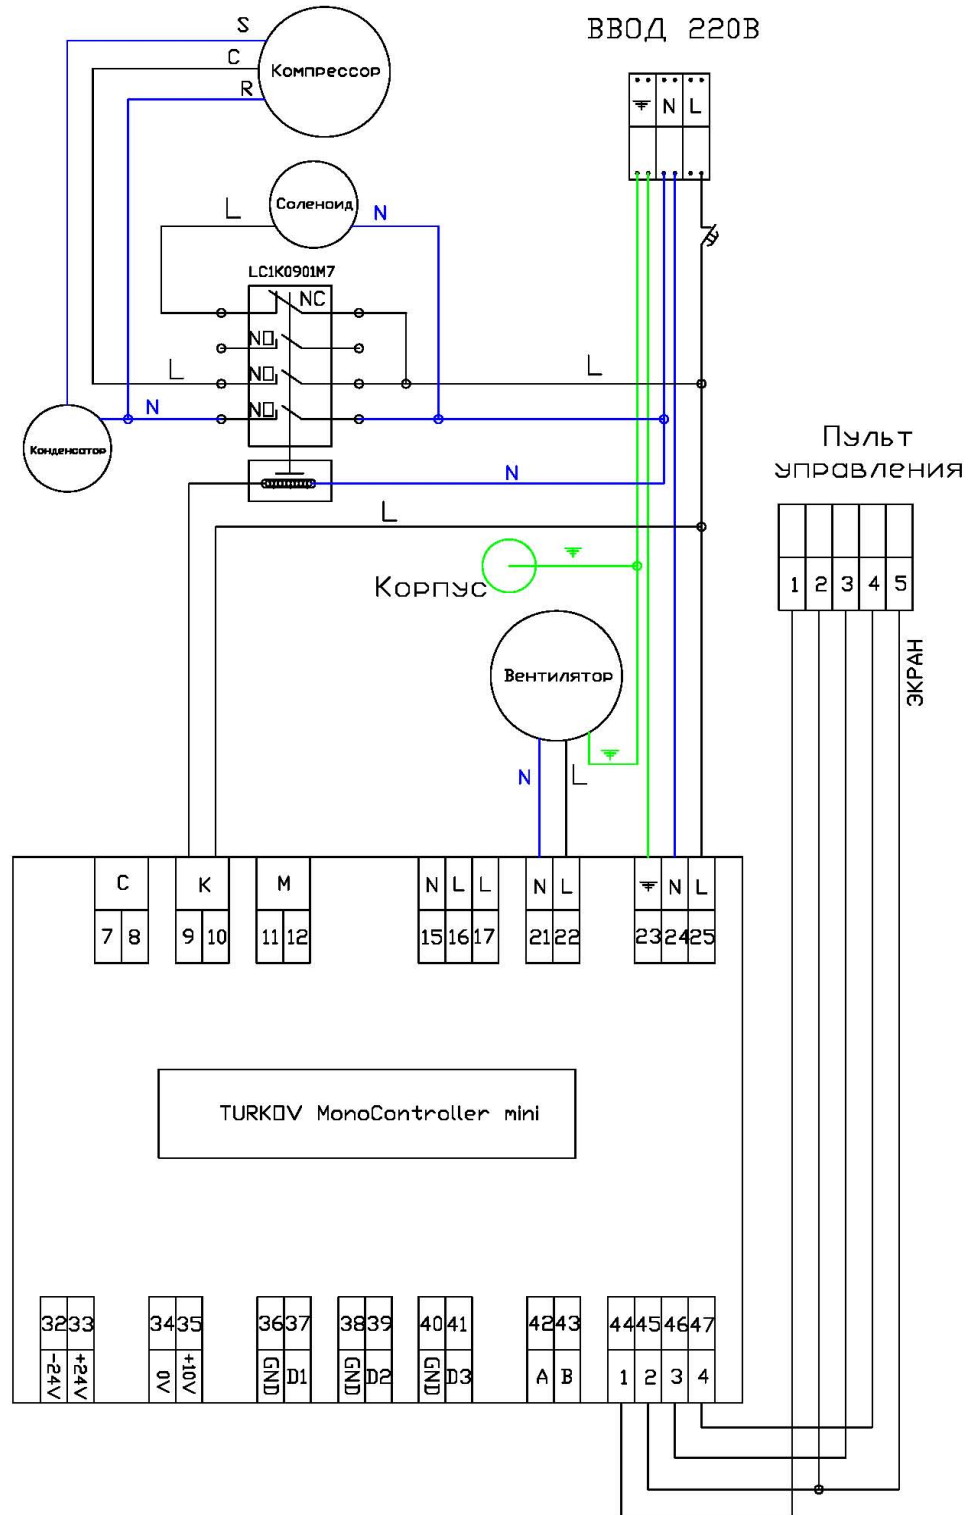 S
ВВОД 220В
C
Компрессор
R
N L
Соленоид
L
N
LC1K0901M7
NC
NO
L
NO
L
N
NO
Конденсатор
Пульт
управления
N
L
1 2 3 4 5
Корпус
ЭКРАН
Вентилятор
N L
C K M N L L N L N L
7 8 9 10 11 12 15 16 17 21 22 23 24 25
TURKOV MonoController mini
32 33 34 35 36 37 38 39 40 41 42 43 44 45 46 47
-24V +24V 0V +10V GND D1 GND D2 GND D3 A B 1 2 3 4